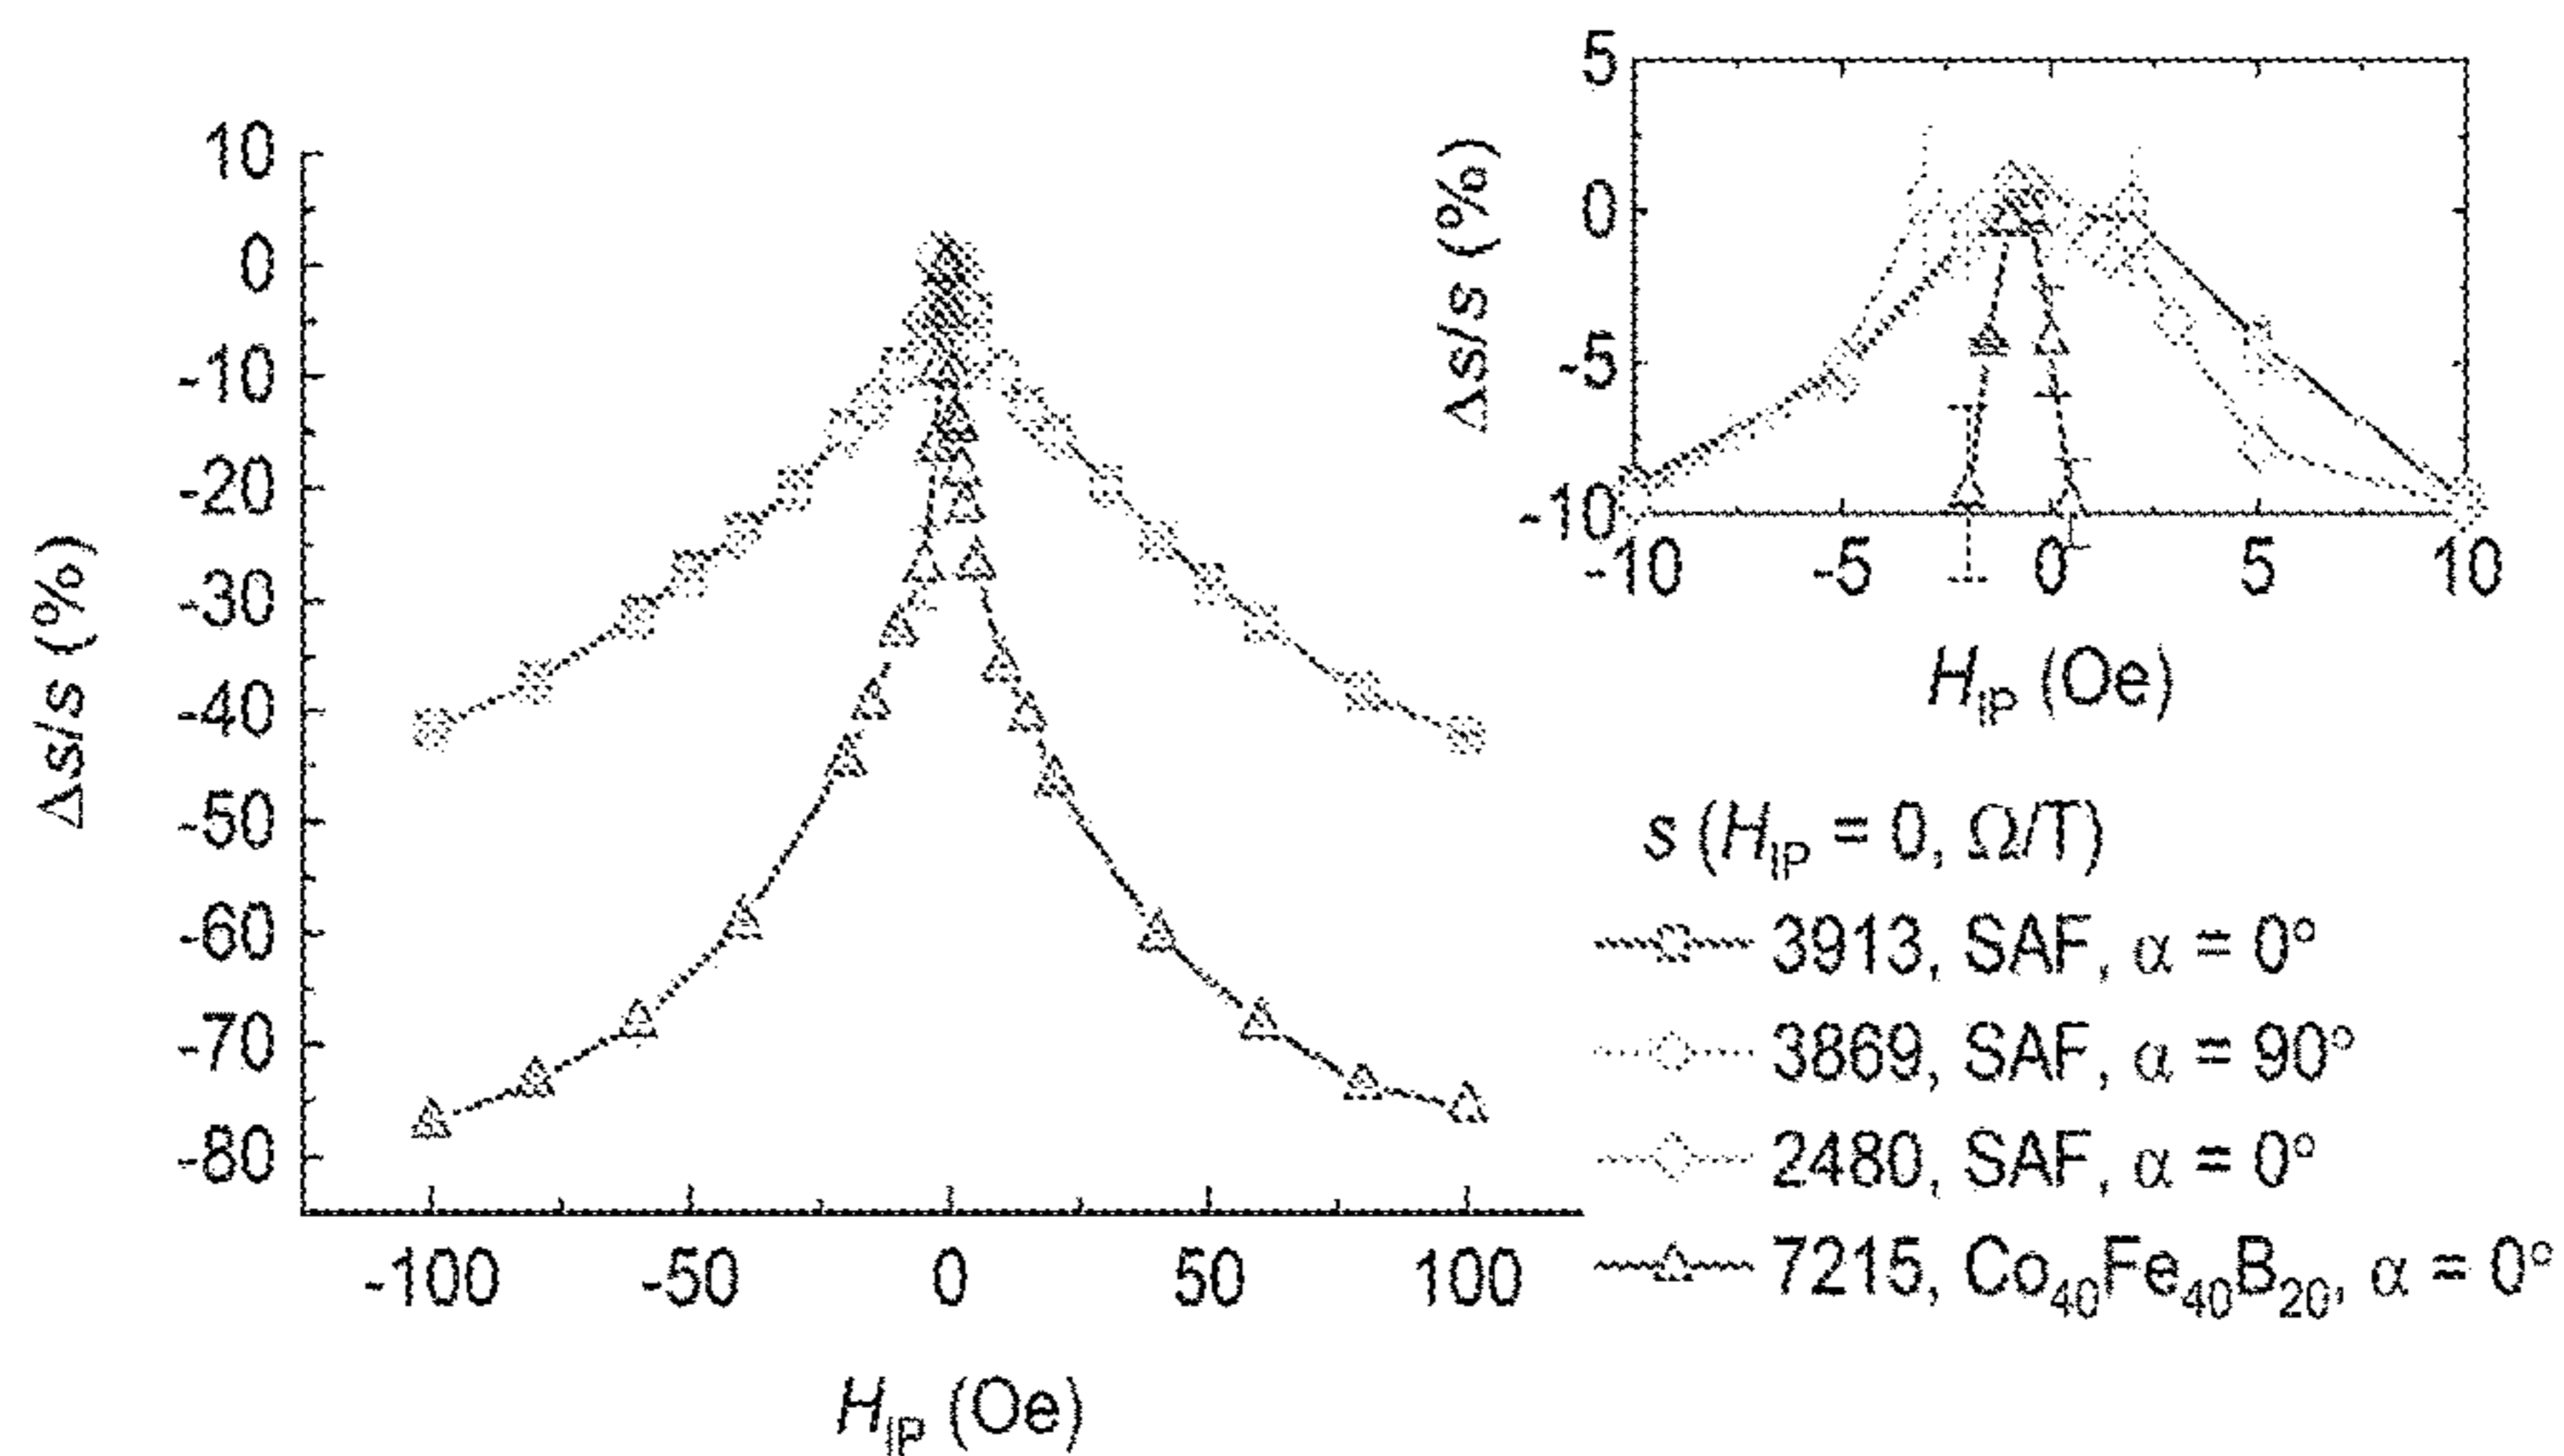 Δs/s (%)
10
0
-10
-20
-30
-40
-50
-60
-70
-80
-100
-50
0
50
100
H_IP (Oe)
Δs/s (%)
5
0
-5
-10
-10
-5
0
5
10
H_IP (Oe)
s (H_IP = 0, Ω/T)
3913, SAF, α = 0°
3869, SAF, α = 90°
2480, SAF, α = 0°
7215, Co₄₀Fe₄₀B₂₀, α = 0°